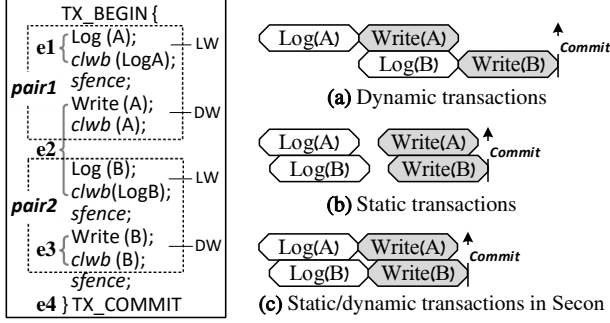 TX_BEGIN {
e1 Log (A);
clwb (LogA);
LW
pair1 sfence;
Write (A);
clwb (A);
DW
e2
Log (B);
clwb(LogB);
LW
pair2 sfence;
e3 Write (B);
clwb (B);
DW
sfence;
e4 } TX_COMMIT
Log(A) Write(A)
Log(B) Write(B)
Commit
(a) Dynamic transactions
Log(A) Write(A)
Log(B) Write(B)
Commit
(b) Static transactions
Log(A) Write(A)
Log(B) Write(B)
Commit
(c) Static/dynamic transactions in Secon